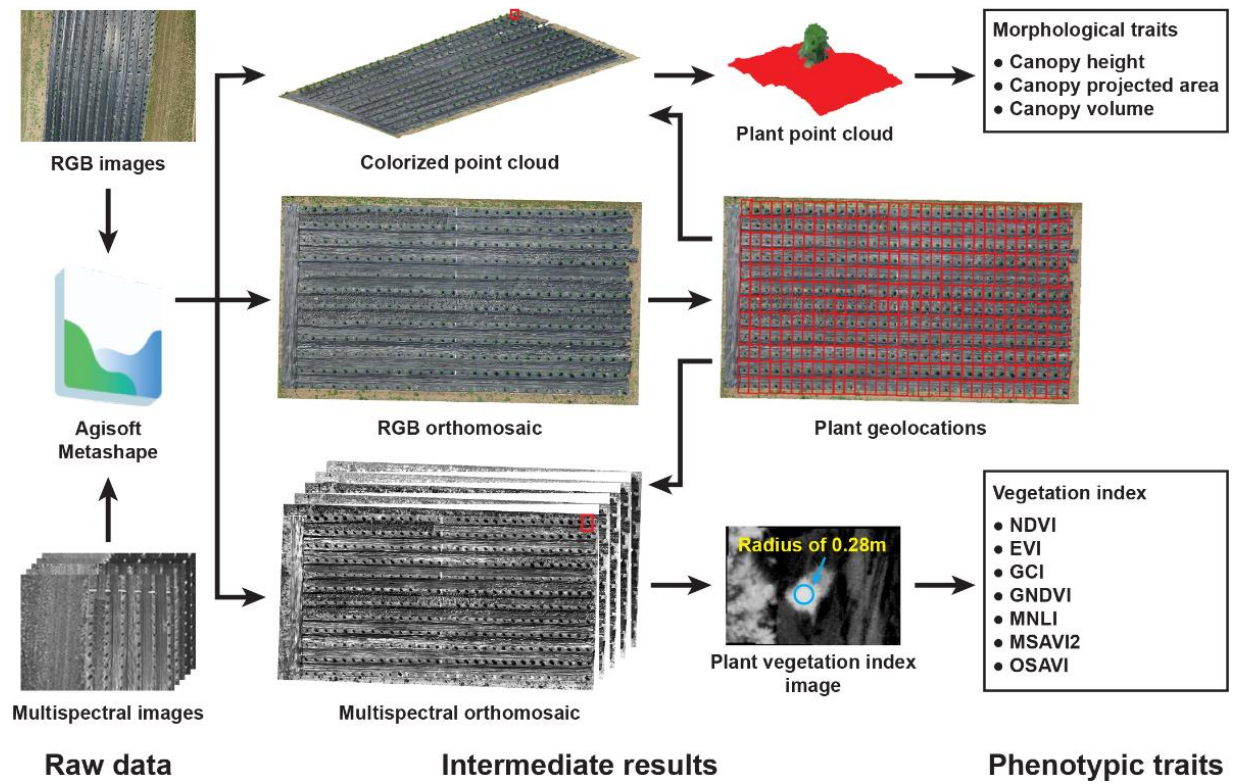 RGB images
Colorized point cloud
Plant point cloud
Morphological traits
● Canopy height
● Canopy projected area
● Canopy volume
Agisoft
Metashape
RGB orthomosaic
Plant geolocations
Multispectral images
Multispectral orthomosaic
Radius of 0.28m
Plant vegetation index
image
Vegetation index
● NDVI
● EVI
● GCI
● GNDVI
● MNLI
● MSAVI2
● OSAVI
Raw data
Intermediate results
Phenotypic traits